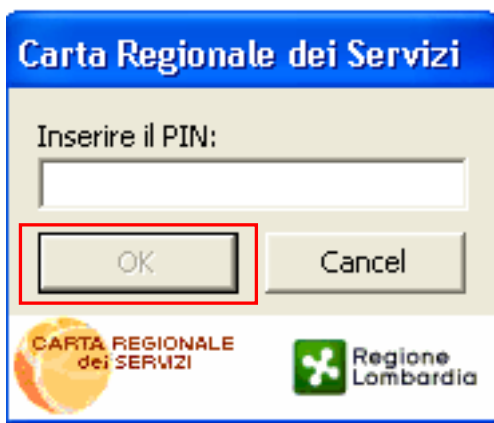 Carta Regionale dei Servizi
Inserire il PIN:
OK
Cancel
CARTA REGIONALE
dei SERVIZI
Regione
Lombardia